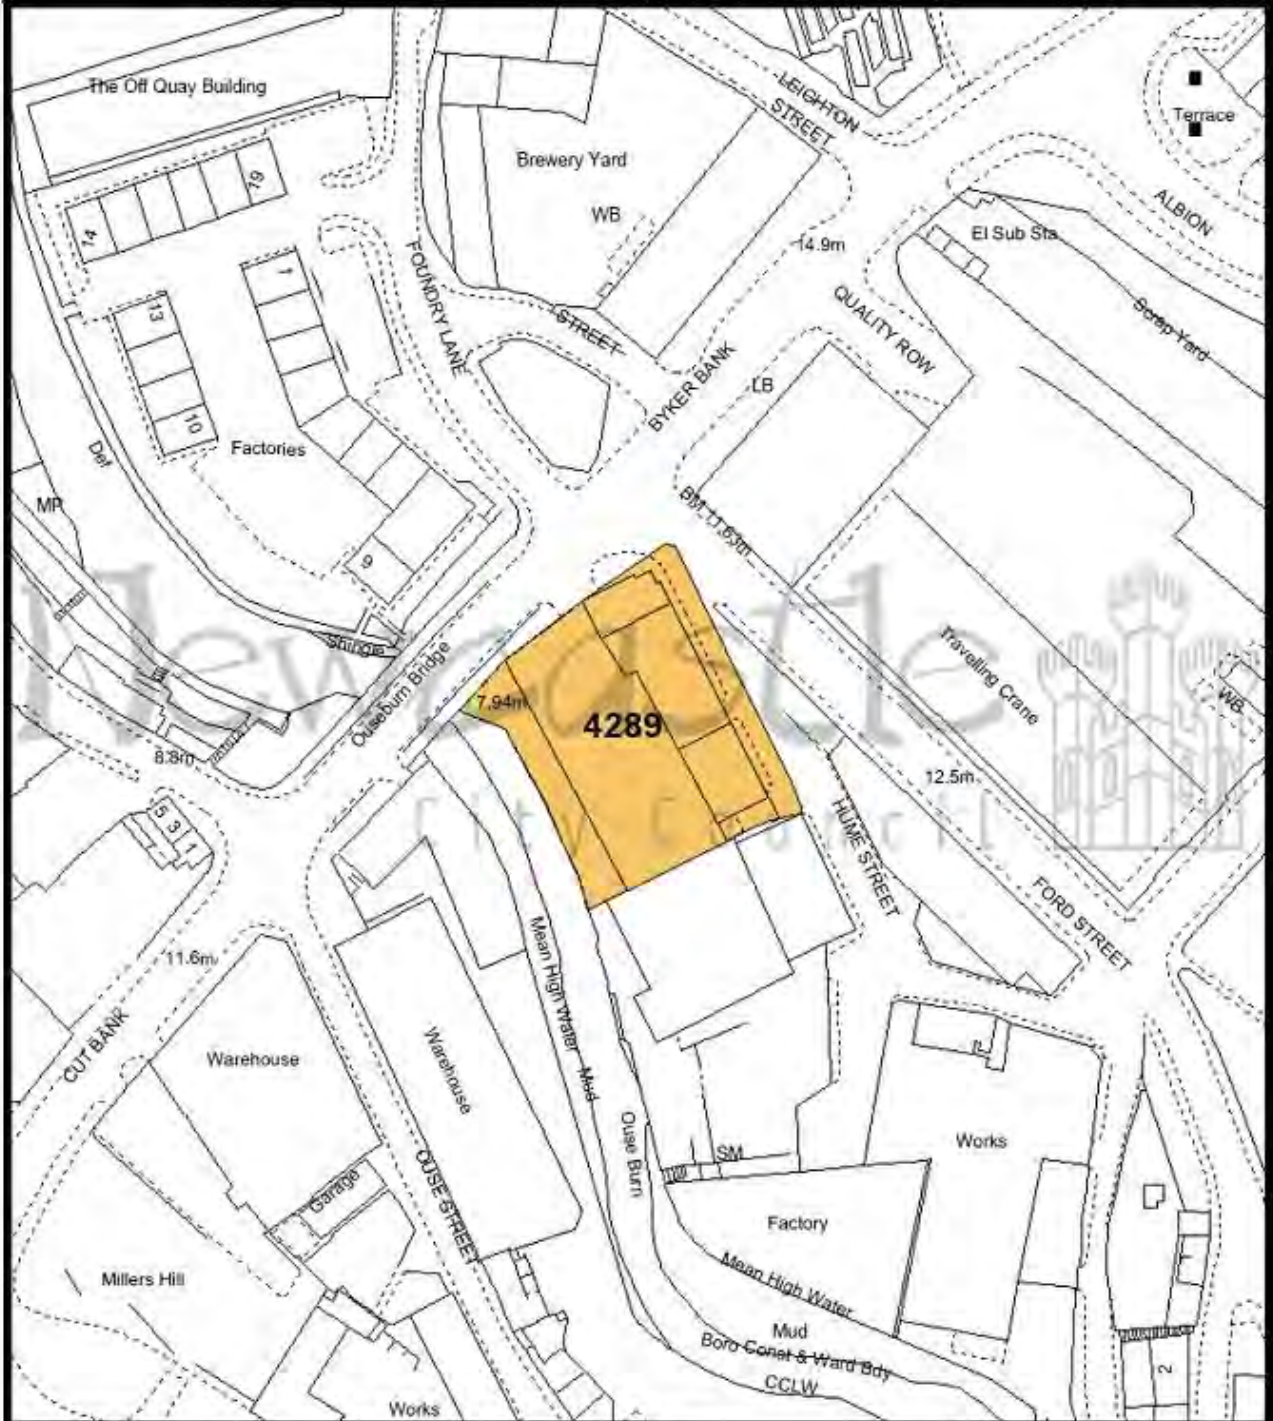 The Off Quay Building
LEIGHTON
STREET
Terrace
Brewery Yard
19
WB
ALBION
14
El Sub Sta
14.9m
FOUNDRY LANE
1
QUALITY ROW
Scrap Yard
13
STREET
BYKER BANK
LB
10
Factories
Def
MP
BM 11.63m
9
Newcastle
City Council
Shingle
Ouseburn Bridge
Travelling Crane
WB
7.94m
4289
8.8m
12.5m
5
3
1
HUME STREET
FORD STREET
Mean High Water
11.6m
CUT BANK
Warehouse
Warehouse
Mud
Ouse Burn
Works
SM
OUSE STREET
Garage
Factory
Millers Hill
Mean High Water
Mud
Boro Const & Ward Bdy
CCLW
2
Works